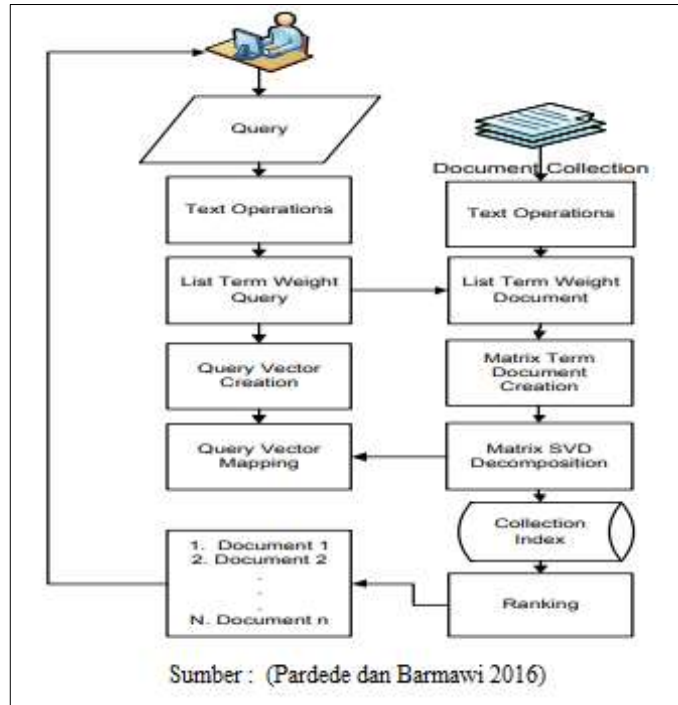 Query
Text Operations
List Term Weight
Query
Query Vector
Creation
Query Vector
Mapping
1. Document 1
2. Document 2
.
.
.
N. Document n
Document Collection
Text Operations
List Term Weight
Document
Matrix Term
Document
Creation
Matrix SVD
Decomposition
Collection
Index
Ranking
Sumber : (Pardede dan Barmawi 2016)